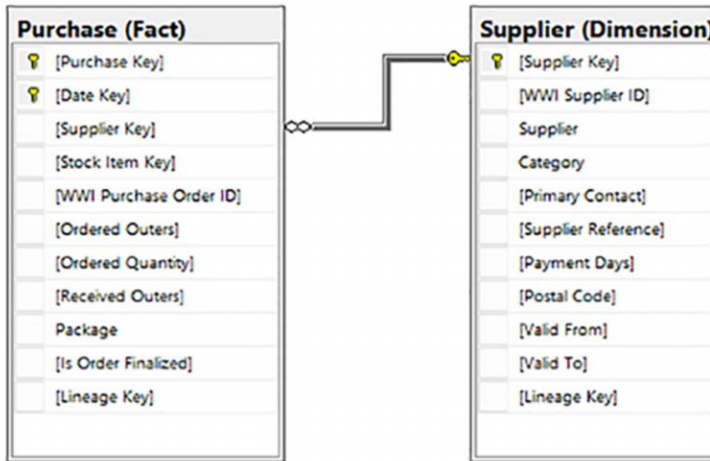 Purchase (Fact)
[Purchase Key]
[Date Key]
[Supplier Key]
[Stock Item Key]
[WWI Purchase Order ID]
[Ordered Outers]
[Ordered Quantity]
[Received Outers]
Package
[Is Order Finalized]
[Lineage Key]
Supplier (Dimension)
[Supplier Key]
[WWI Supplier ID]
Supplier
Category
[Primary Contact]
[Supplier Reference]
[Payment Days]
[Postal Code]
[Valid From]
[Valid To]
[Lineage Key]